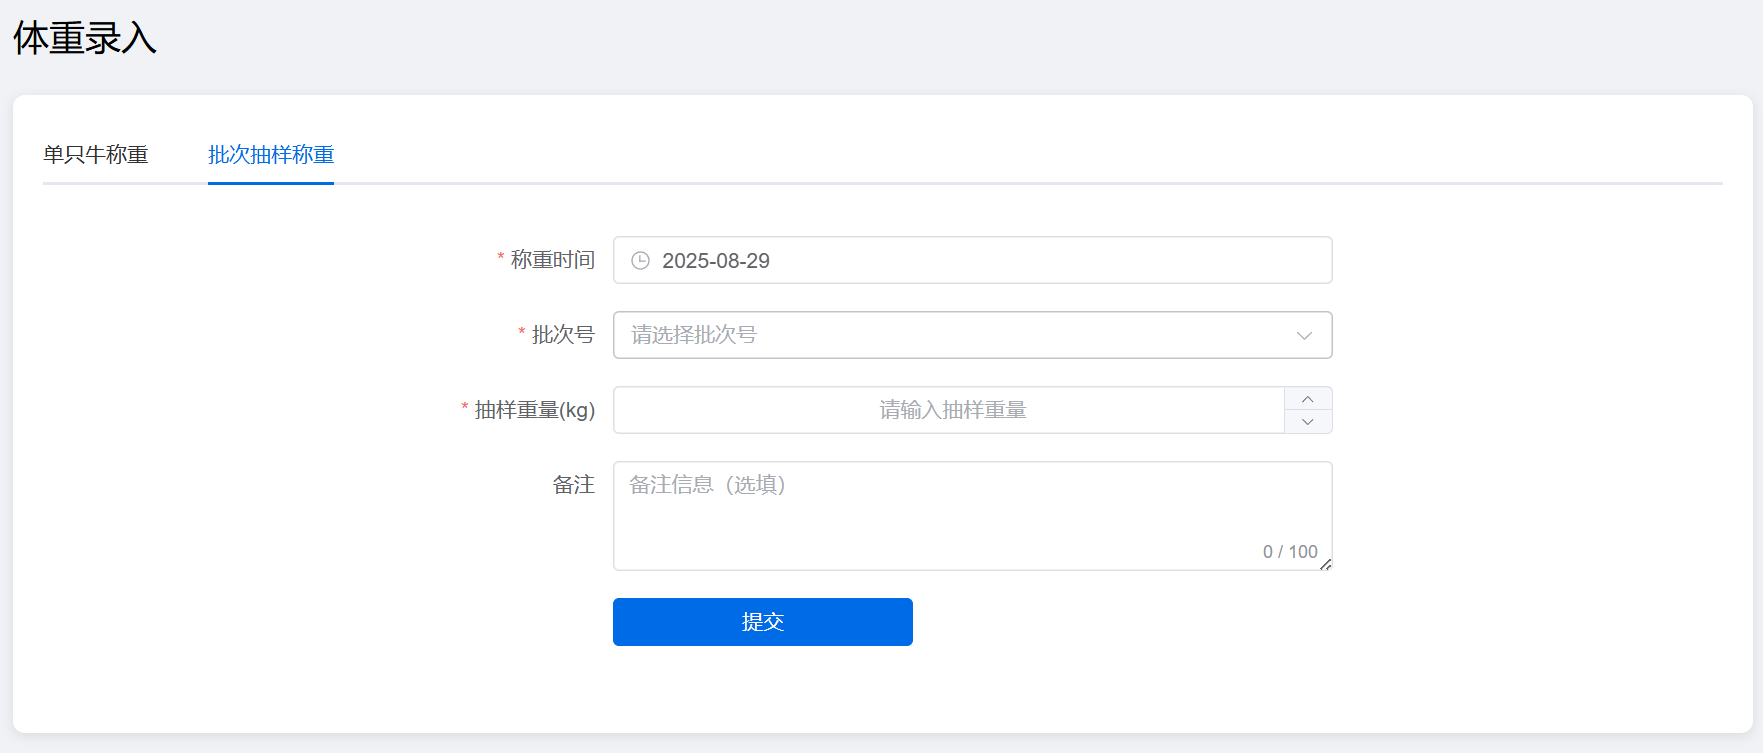 体重录入
单只牛称重 批次抽样称重
* 称重时间 2025-08-29
* 批次号 请选择批次号
* 抽样重量(kg) 请输入抽样重量
备注 备注信息（选填）
0 / 100
提交